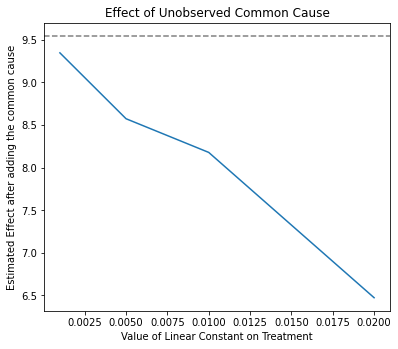 Effect of Unobserved Common Cause
Estimated Effect after adding the common cause
9.5
9.0
8.5
8.0
7.5
7.0
6.5
0.0025 0.0050 0.0075 0.0100 0.0125 0.0150 0.0175 0.0200
Value of Linear Constant on Treatment